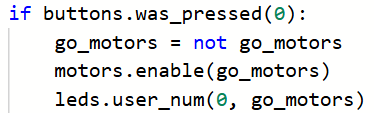 if buttons.was_pressed(0):
    go_motors = not go_motors
    motors.enable(go_motors)
    leds.user_num(0, go_motors)